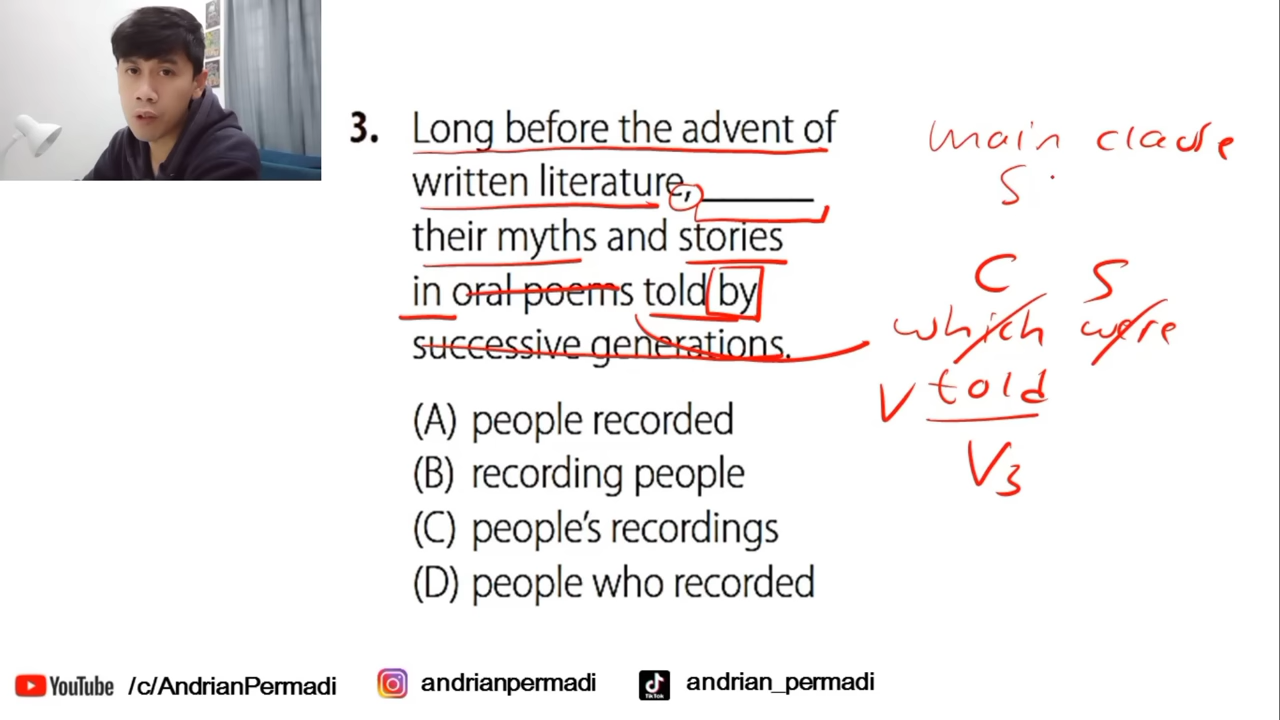 3. Long before the advent of
written literature, ________
their myths and stories
in oral poems told by
successive generations.
(A) people recorded
(B) recording people
(C) people's recordings
(D) people who recorded
main clause
S
C S
which were
V told
V3
YouTube /c/AndrianPermadi
andrianpermadi
TikTok
andrian_permadi